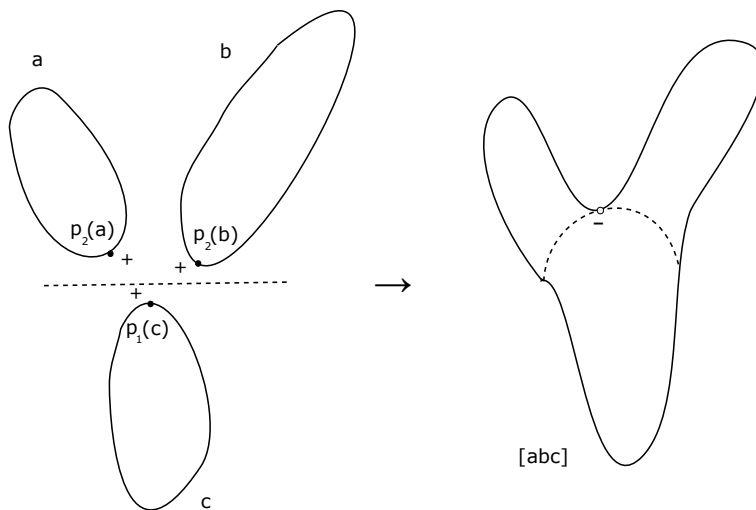 a
b
p₂(a)
p₂(b)
+
+
+
→
-
p₁(c)
[abc]
c